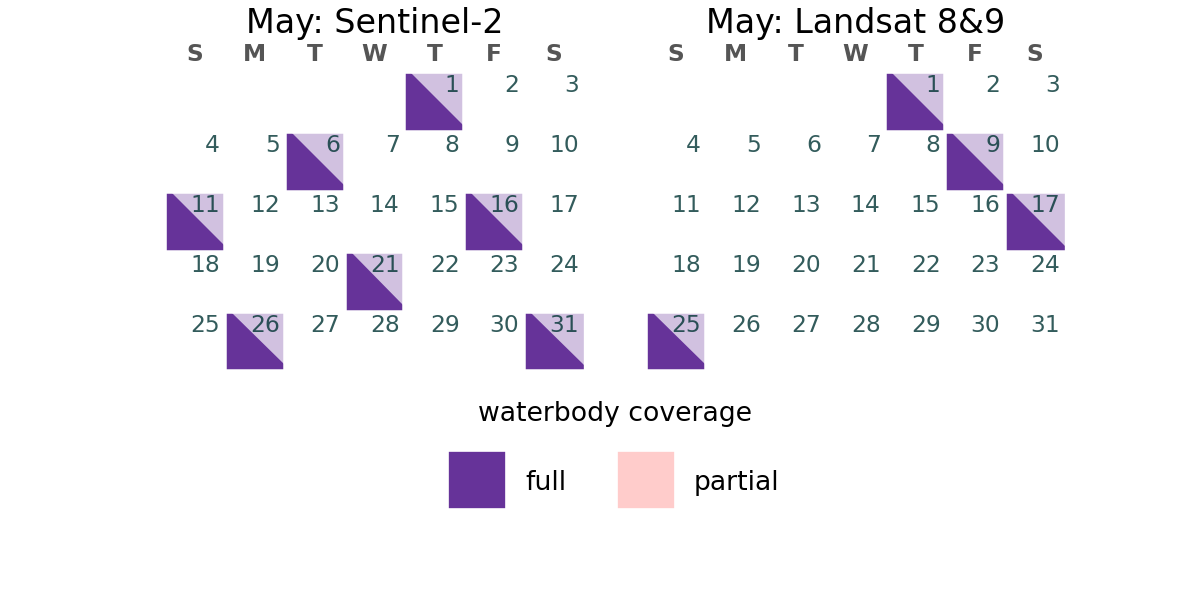 May: Sentinel-2
S M T W T F S
1 2 3
4 5 6 7 8 9 10
11 12 13 14 15 16 17
18 19 20 21 22 23 24
25 26 27 28 29 30 31
May: Landsat 8&9
S M T W T F S
1 2 3
4 5 6 7 8 9 10
11 12 13 14 15 16 17
18 19 20 21 22 23 24
25 26 27 28 29 30 31
waterbody coverage
full
partial